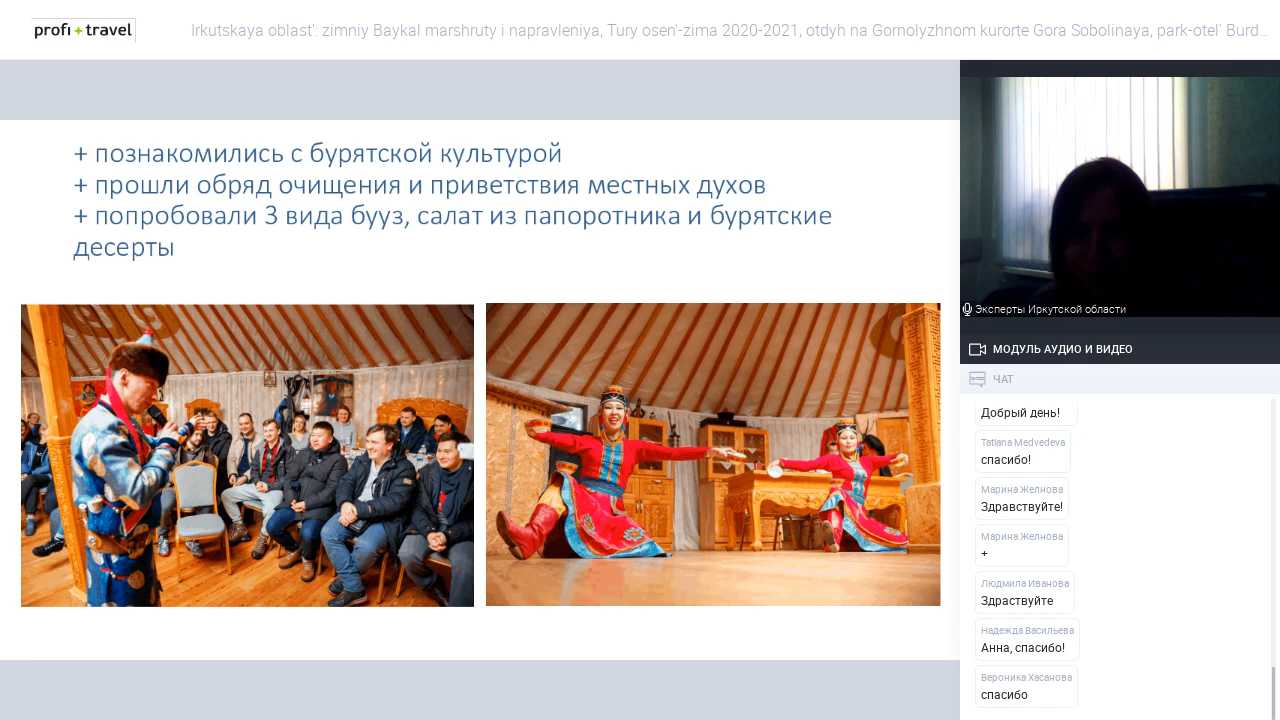 profi + travel
Irkutskaya oblast': zimniy Baykal marshruty i napravleniya, Tury osen'-zima 2020-2021, otdyh na Gornolyzhnom kurorte Gora Sobolinaya, park-otel' Burd...
+ познакомились с бурятской культурой
+ прошли обряд очищения и приветствия местных духов
+ попробовали 3 вида бууз, салат из папоротника и бурятские
десерты
Эксперты Иркутской области
МОДУЛЬ АУДИО И ВИДЕО
ЧАТ
Добрый день!
Tatiana Medvedeva
спасибо!
Марина Желнова
Здравствуйте!
Марина Желнова
+
Людмила Иванова
Здраствуйте
Надежда Васильева
Анна, спасибо!
Вероника Хасанова
спасибо